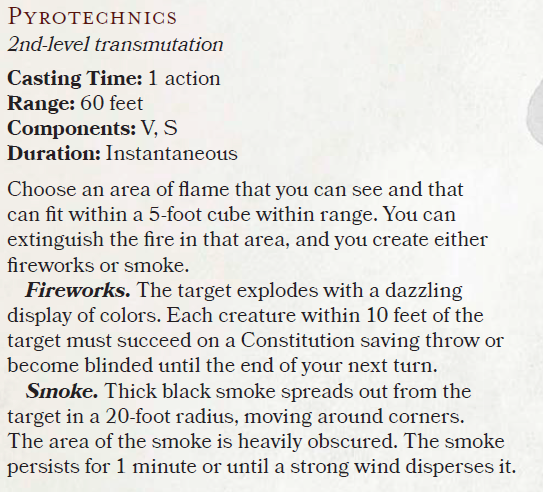 Pyrotechnics
2nd-level transmutation
Casting Time: 1 action
Range: 60 feet
Components: V, S
Duration: Instantaneous
Choose an area of flame that you can see and that
can fit within a 5-foot cube within range. You can
extinguish the fire in that area, and you create either
fireworks or smoke.
Fireworks. The target explodes with a dazzling
display of colors. Each creature within 10 feet of the
target must succeed on a Constitution saving throw or
become blinded until the end of your next turn.
Smoke. Thick black smoke spreads out from the
target in a 20-foot radius, moving around corners.
The area of the smoke is heavily obscured. The smoke
persists for 1 minute or until a strong wind disperses it.